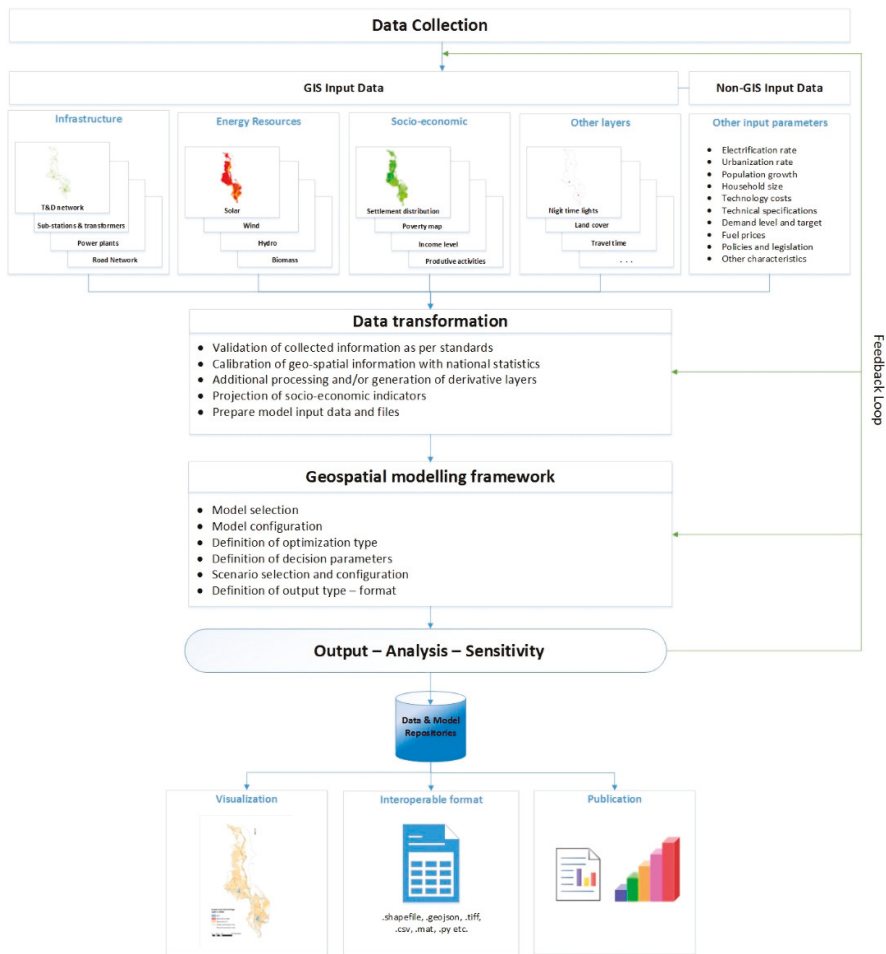 Data Collection
GIS Input Data
Non-GIS Input Data
Infrastructure
T&D network
Sub-stations & transformers
Power plants
Road Network
Energy Resources
Solar
Wind
Hydro
Biomass
Socio-economic
Settlement distribution
Poverty map
Income level
Produtive activities
Other layers
Nigit time lights
Land cover
Travel time
. . .
Other input parameters
• Electrification rate
• Urbanization rate
• Population growth
• Household size
• Technology costs
• Technical specifications
• Demand level and target
• Fuel prices
• Policies and legislation
• Other characteristics
Data transformation
• Validation of collected information as per standards
• Calibration of geo-spatial information with national statistics
• Additional processing and/or generation of derivative layers
• Projection of socio-economic indicators
• Prepare model input data and files
Feedback Loop
Geospatial modelling framework
• Model selection
• Model configuration
• Definition of optimization type
• Definition of decision parameters
• Scenario selection and configuration
• Definition of output type – format
Output – Analysis – Sensitivity
Data & Model
Repositories
Visualization
Interoperable format
.shapefile, .geojson, .tiff,
.csv, .mat, .py etc.
Publication